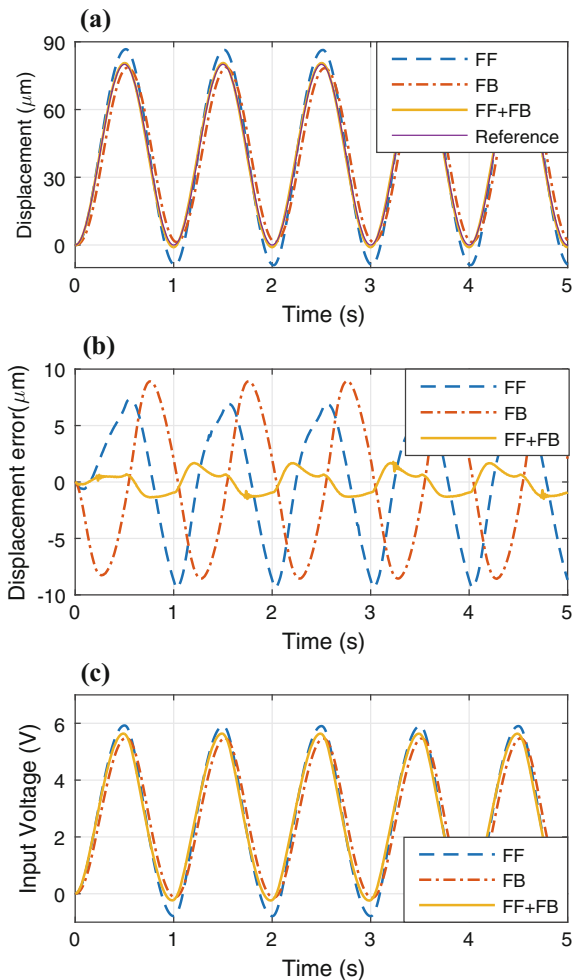 (a)
90
60
30
0
Displacement (μm)
FF
FB
FF+FB
Reference
0 1 2 3 4 5
Time (s)
(b)
10
5
0
-5
-10
Displacement error(μm)
FF
FB
FF+FB
0 1 2 3 4 5
Time (s)
(c)
6
4
2
0
Input Voltage (V)
FF
FB
FF+FB
0 1 2 3 4 5
Time (s)